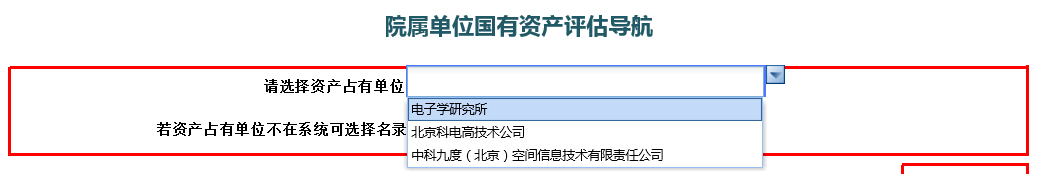 院属单位国有资产评估导航
请选择资产占有单位
电子学研究所
若资产占有单位不在系统可选择名录
北京科电高技术公司
中科九度（北京）空间信息技术有限责任公司